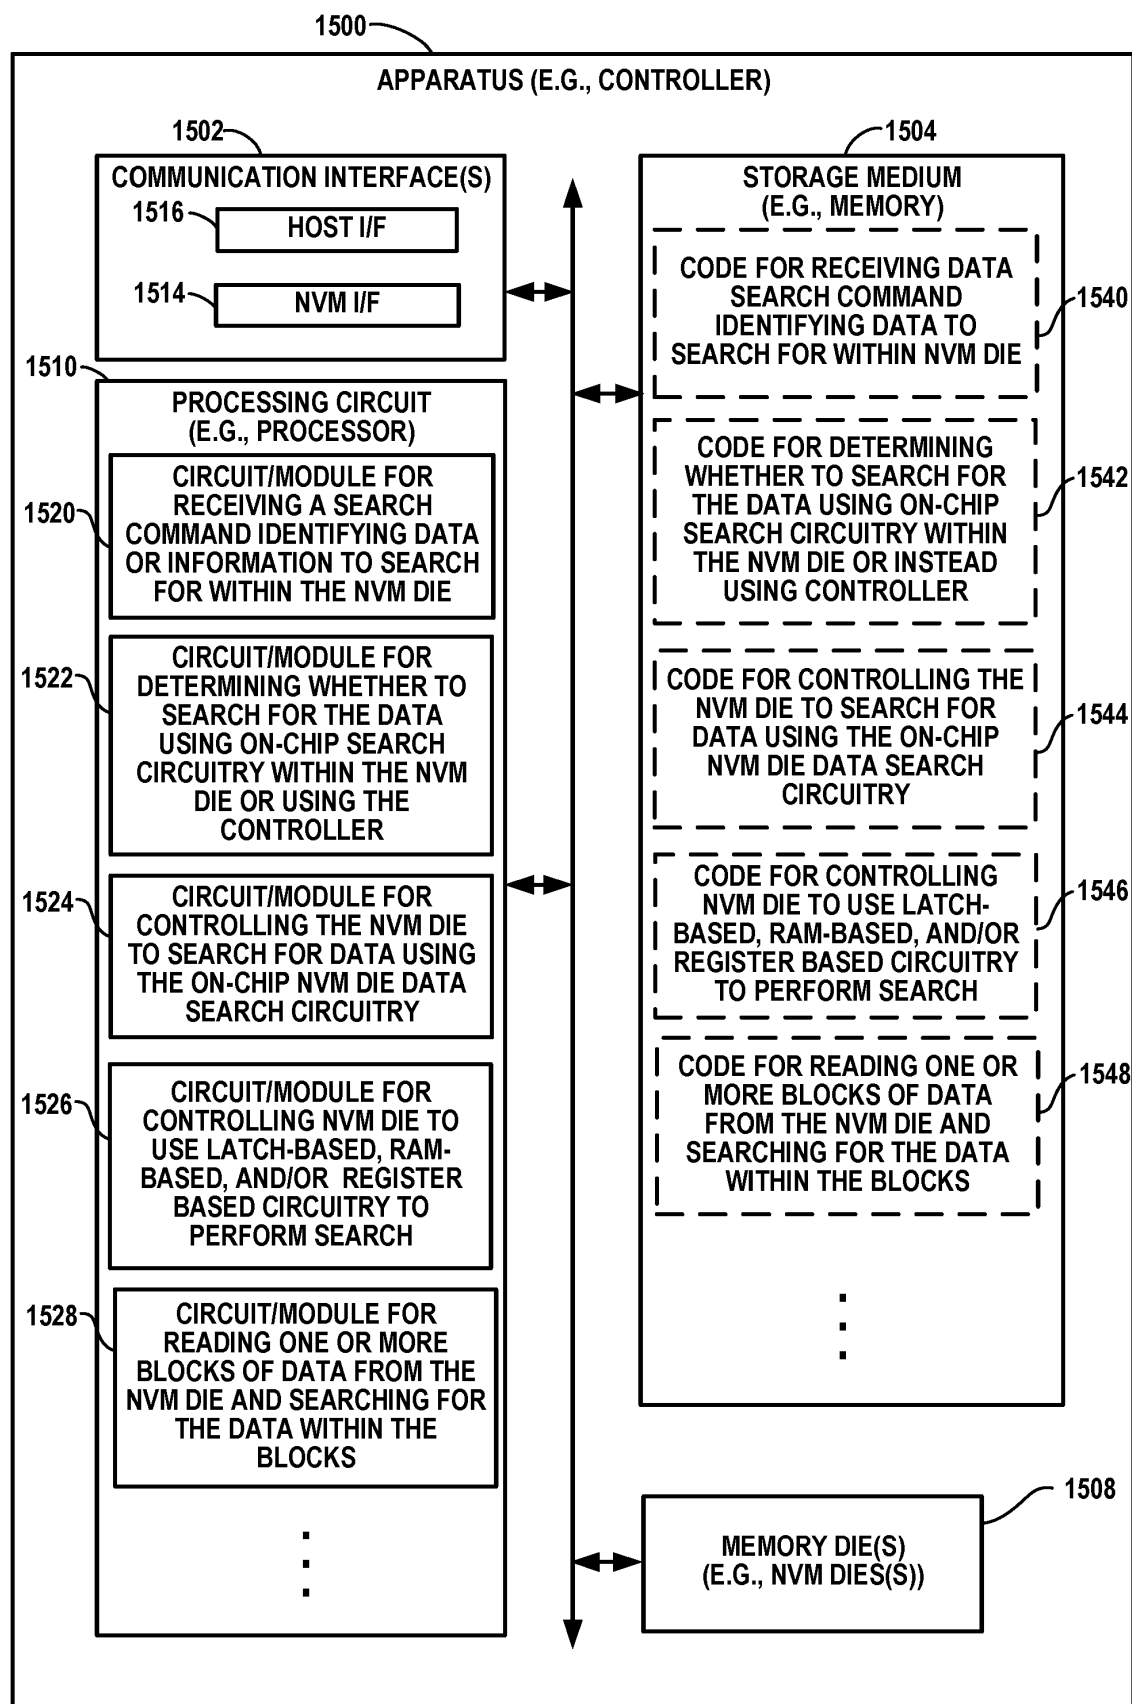 1500
APPARATUS (E.G., CONTROLLER)
1502
COMMUNICATION INTERFACE(S)
1516
HOST I/F
1514
NVM I/F
1510
PROCESSING CIRCUIT
(E.G., PROCESSOR)
1520
CIRCUIT/MODULE FOR
RECEIVING A SEARCH
COMMAND IDENTIFYING DATA
OR INFORMATION TO SEARCH
FOR WITHIN THE NVM DIE
1522
CIRCUIT/MODULE FOR
DETERMINING WHETHER TO
SEARCH FOR THE DATA
USING ON-CHIP SEARCH
CIRCUITRY WITHIN THE NVM
DIE OR USING THE
CONTROLLER
1524
CIRCUIT/MODULE FOR
CONTROLLING THE NVM DIE
TO SEARCH FOR DATA USING
THE ON-CHIP NVM DIE DATA
SEARCH CIRCUITRY
1526
CIRCUIT/MODULE FOR
CONTROLLING NVM DIE TO
USE LATCH-BASED, RAM-
BASED, AND/OR REGISTER
BASED CIRCUITRY TO
PERFORM SEARCH
1528
CIRCUIT/MODULE FOR
READING ONE OR MORE
BLOCKS OF DATA FROM THE
NVM DIE AND SEARCHING FOR
THE DATA WITHIN THE
BLOCKS
1504
STORAGE MEDIUM
(E.G., MEMORY)
CODE FOR RECEIVING DATA
SEARCH COMMAND
IDENTIFYING DATA TO
SEARCH FOR WITHIN NVM DIE
1540
CODE FOR DETERMINING
WHETHER TO SEARCH FOR
THE DATA USING ON-CHIP
SEARCH CIRCUITRY WITHIN
THE NVM DIE OR INSTEAD
USING CONTROLLER
1542
CODE FOR CONTROLLING THE
NVM DIE TO SEARCH FOR
DATA USING THE ON-CHIP
NVM DIE DATA SEARCH
CIRCUITRY
1544
CODE FOR CONTROLLING
NVM DIE TO USE LATCH-
BASED, RAM-BASED, AND/OR
REGISTER BASED CIRCUITRY
TO PERFORM SEARCH
1546
CODE FOR READING ONE OR
MORE BLOCKS OF DATA
FROM THE NVM DIE AND
SEARCHING FOR THE DATA
WITHIN THE BLOCKS
1548
1508
MEMORY DIE(S)
(E.G., NVM DIES(S))